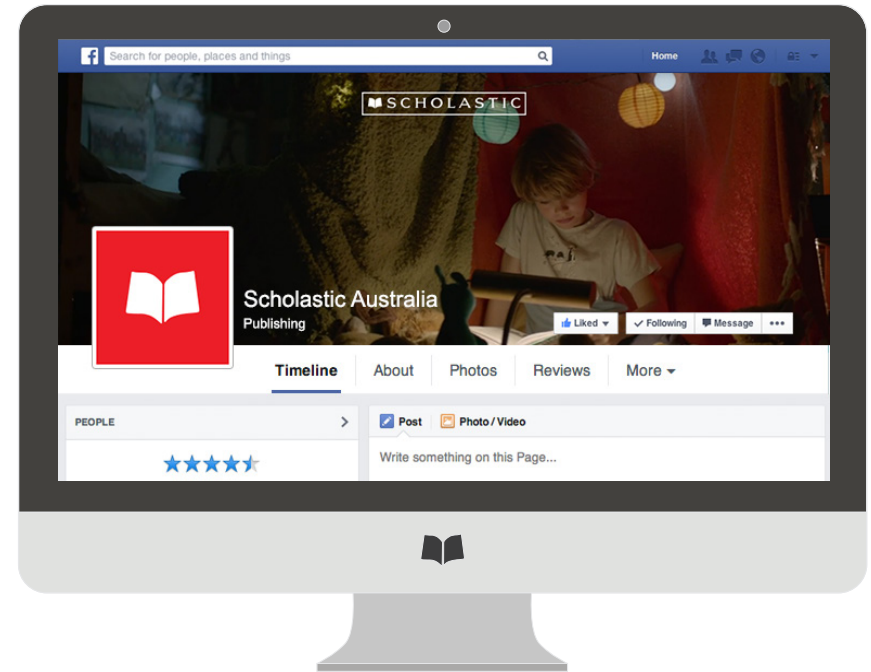 f Search for people, places and things Home
SCHOLASTIC
Scholastic Australia
Publishing
Liked Following Message
Timeline About Photos Reviews More
PEOPLE
Post Photo / Video
Write something on this Page...